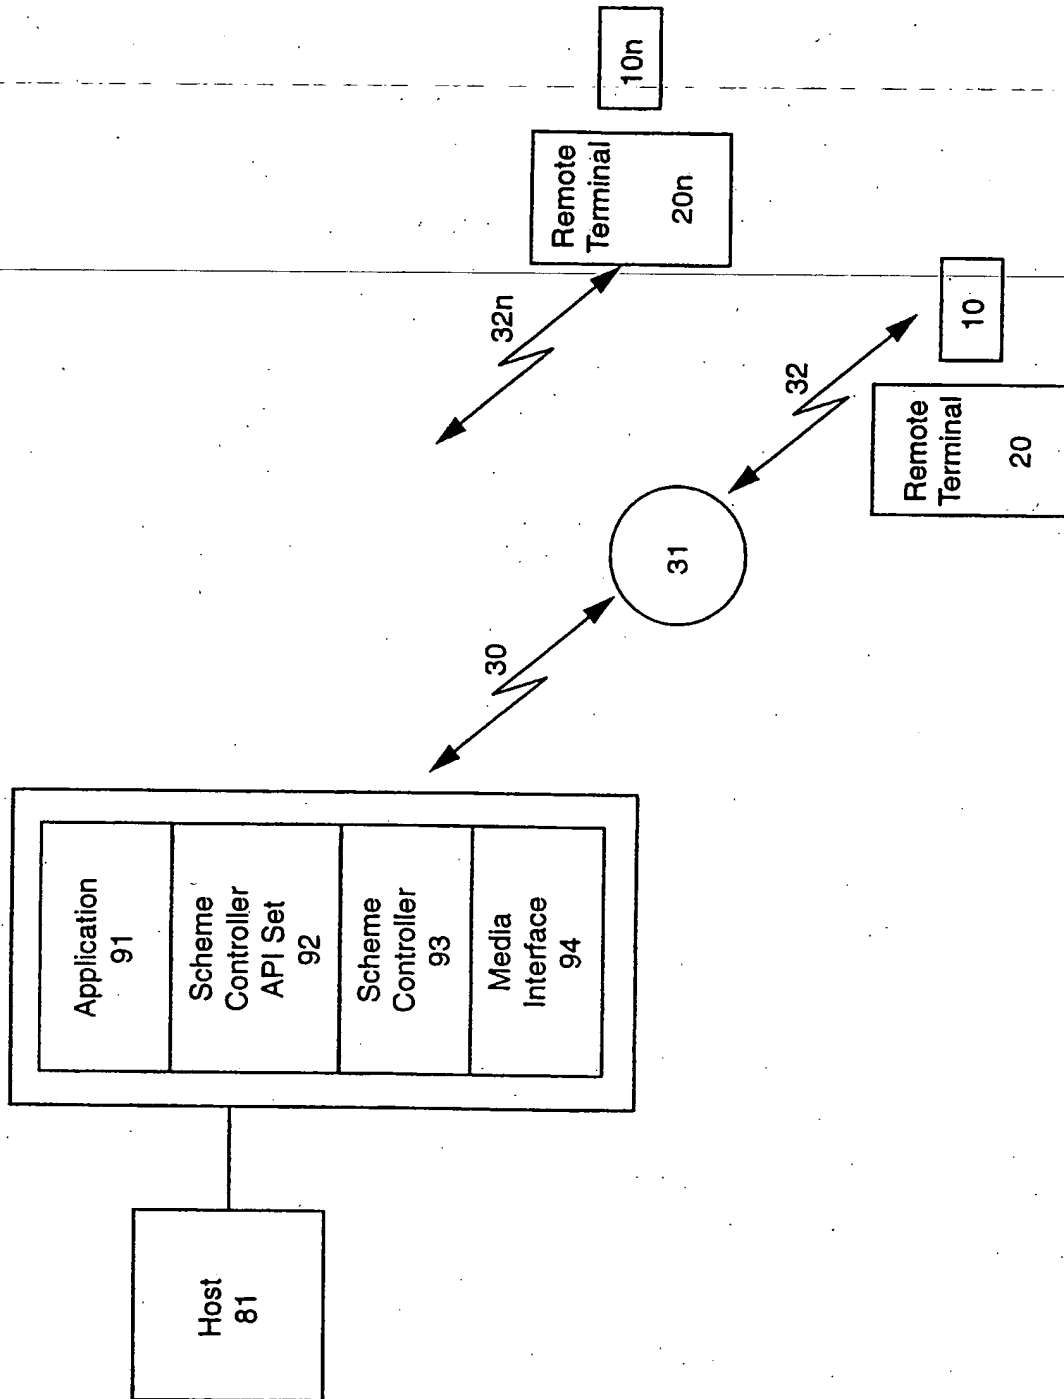 Host
81
Application
91
Scheme
Controller
API Set
92
Scheme
Controller
93
Media
Interface
94
30
31
32n
32
Remote
Terminal
20n
10n
Remote
Terminal
20
10